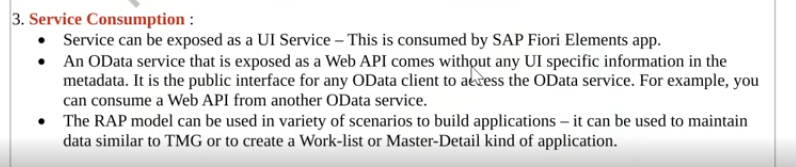 3. Service Consumption :
• Service can be exposed as a UI Service – This is consumed by SAP Fiori Elements app.
• An OData service that is exposed as a Web API comes without any UI specific information in the
metadata. It is the public interface for any OData client to access the OData service. For example, you
can consume a Web API from another OData service.
• The RAP model can be used in variety of scenarios to build applications – it can be used to maintain
data similar to TMG or to create a Work-list or Master-Detail kind of application.